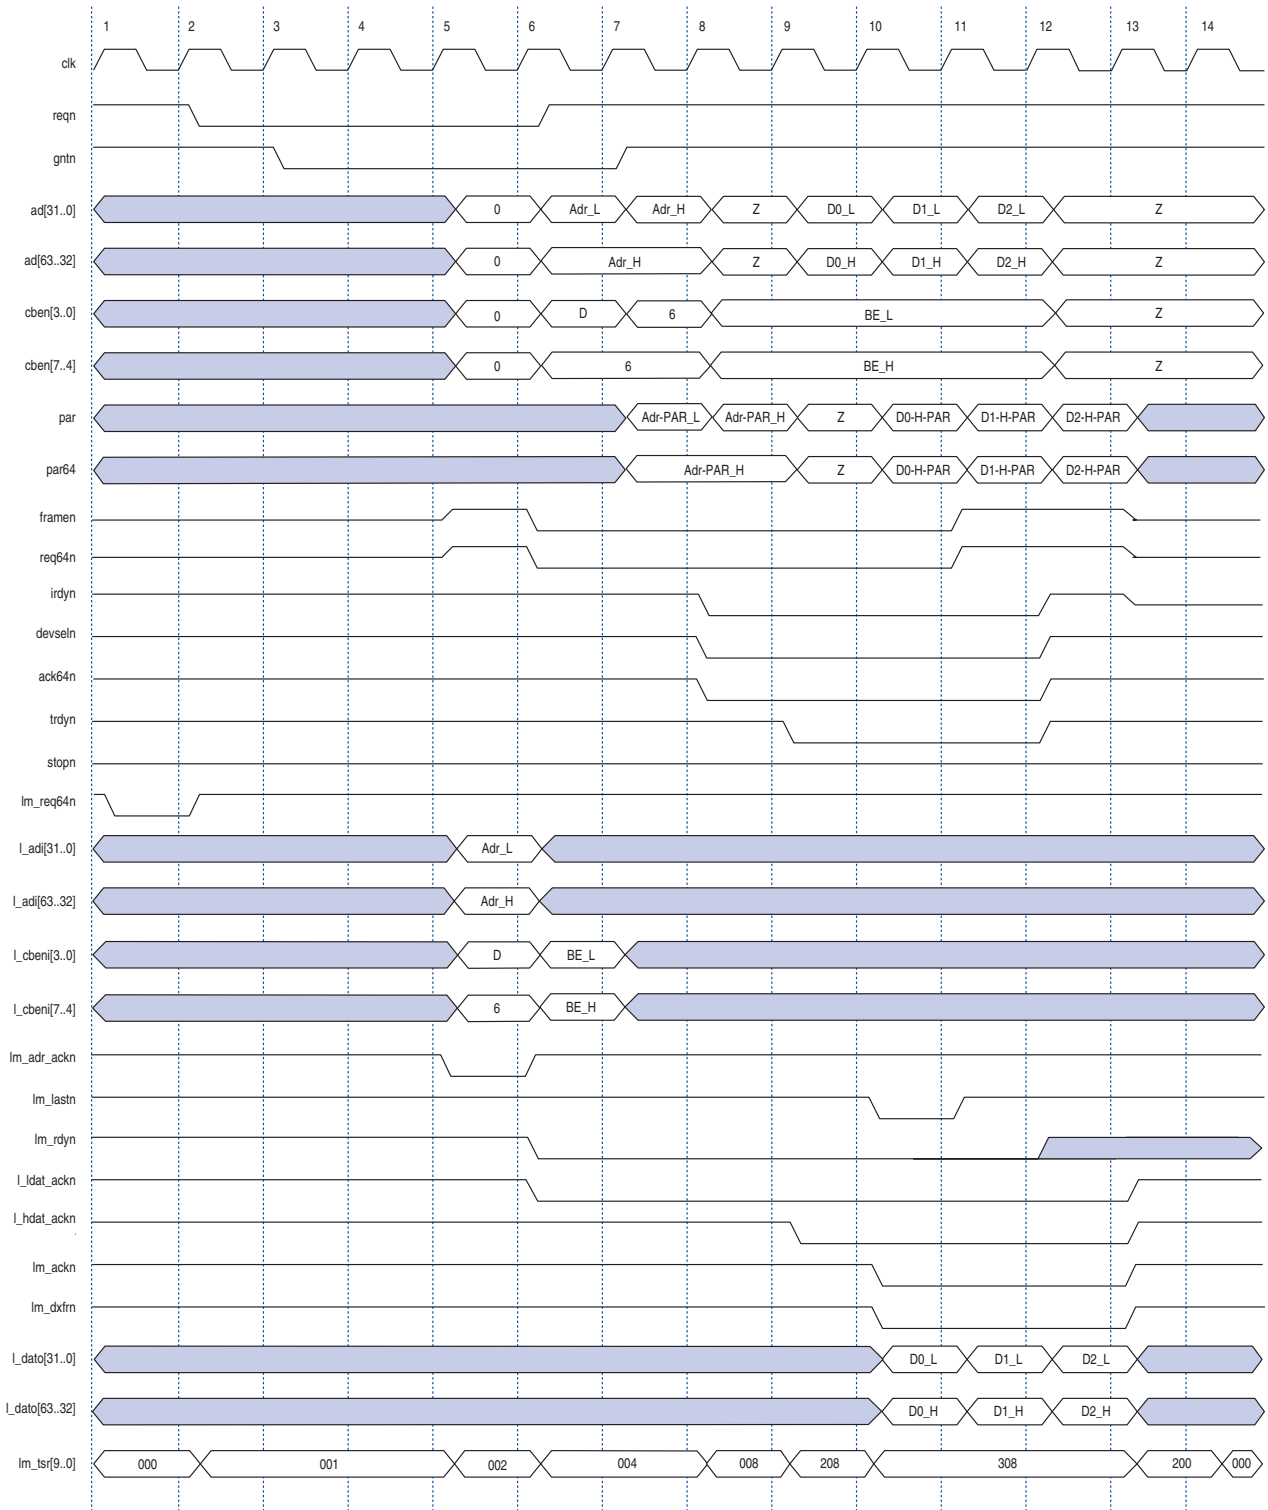 1 2 3 4 5 6 7 8 9 10 11 12 13 14
clk
reqn
gntn
ad[31..0] 0 Adr_L Adr_H Z D0_L D1_L D2_L Z
ad[63..32] 0 Adr_H Z D0_H D1_H D2_H Z
cben[3..0] 0 D 6 BE_L Z
cben[7..4] 0 6 BE_H Z
par Adr-PAR_L Adr-PAR_H Z D0-H-PAR D1-H-PAR D2-H-PAR
par64 Adr-PAR_H Z D0-H-PAR D1-H-PAR D2-H-PAR
framen
req64n
irdyn
devseln
ack64n
trdyn
stopn
lm_req64n
l_adi[31..0] Adr_L
l_adi[63..32] Adr_H
l_cbeni[3..0] D BE_L
l_cbeni[7..4] 6 BE_H
lm_adr_ackn
lm_lastn
lm_rdyn
l_ldat_ackn
l_hdat_ackn
lm_ackn
lm_dxfrn
l_dato[31..0] D0_L D1_L D2_L
l_dato[63..32] D0_H D1_H D2_H
lm_tsr[9..0] 000 001 002 004 008 208 308 200 000